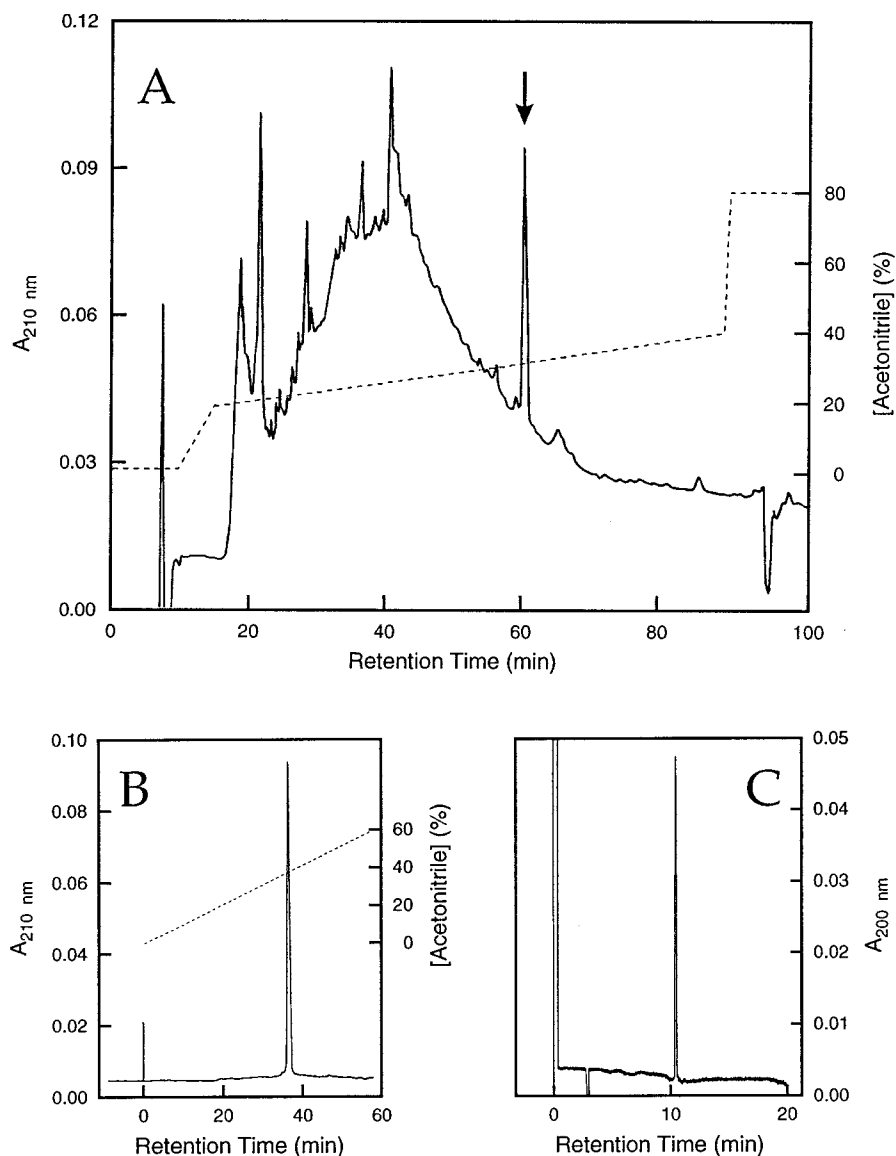 A
0.12
0.09
0.06
0.03
0.00
A210 nm
80
60
40
20
0
[Acetonitrile] (%)
0 20 40 60 80 100
Retention Time (min)
B
0.10
0.08
0.06
0.04
0.02
0.00
A210 nm
60
40
20
0
[Acetonitrile] (%)
0 20 40 60
Retention Time (min)
C
0.05
0.04
0.03
0.02
0.01
0.00
A200 nm
0 10 20
Retention Time (min)